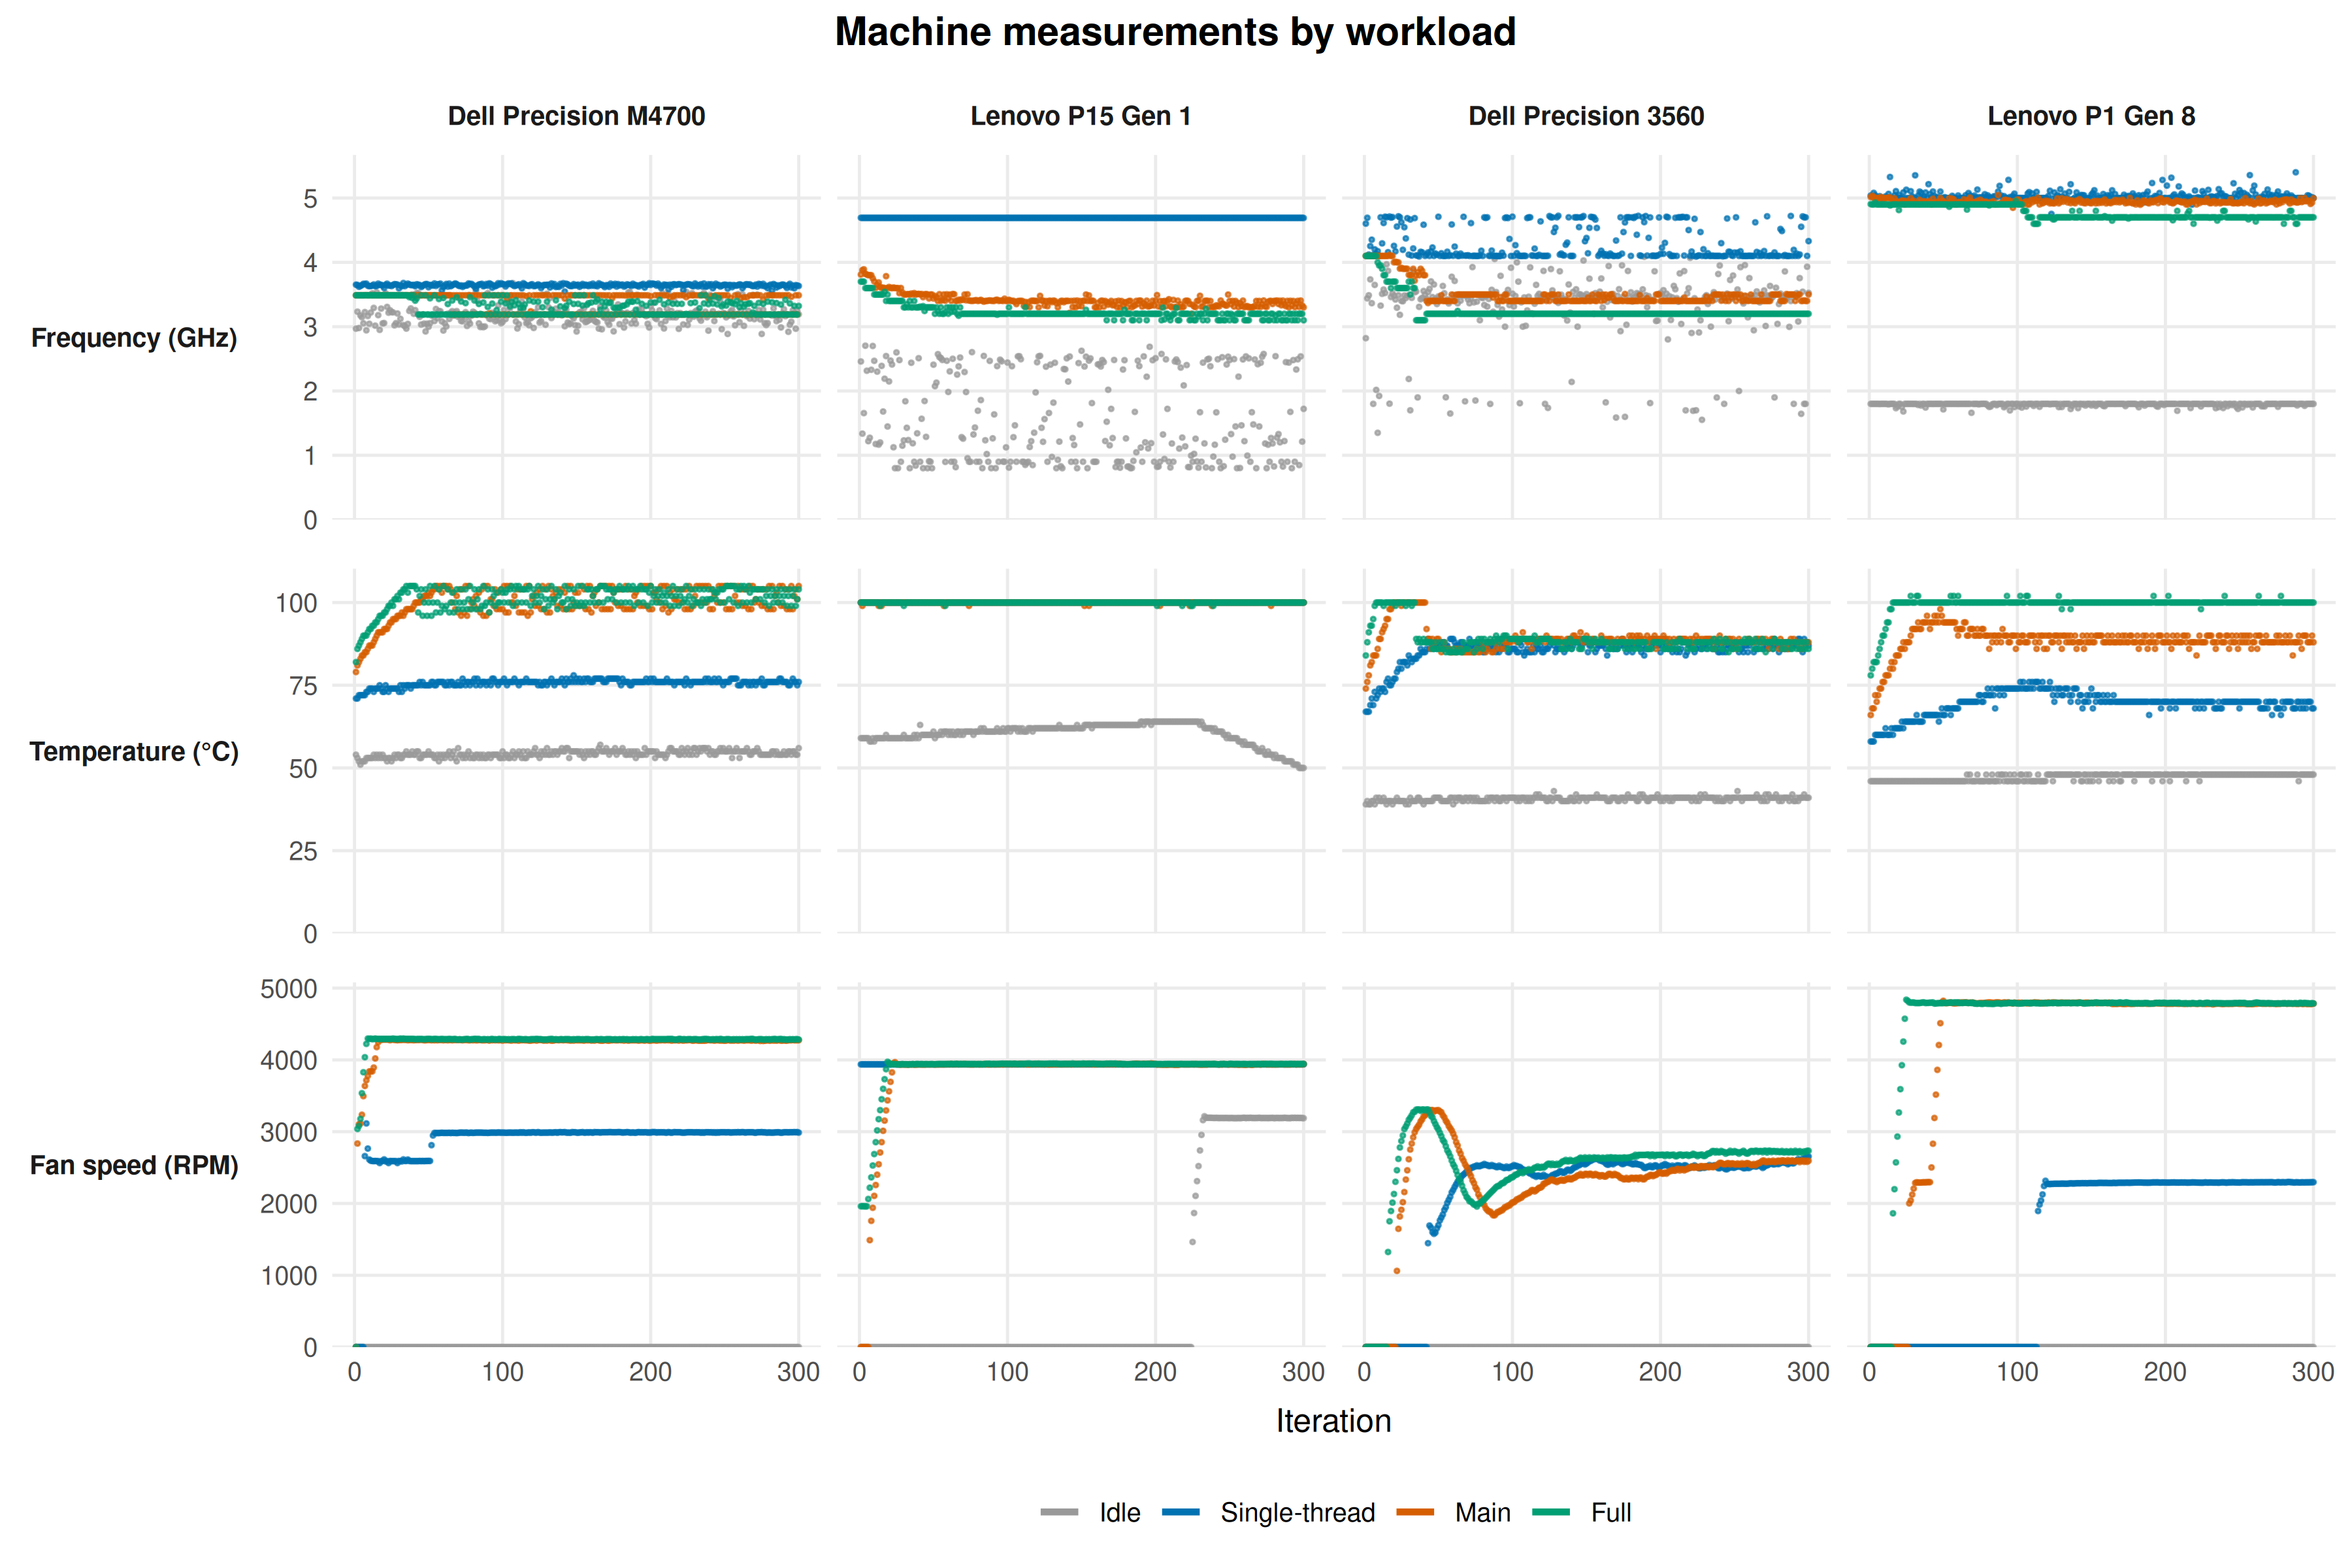 Machine measurements by workload
Dell Precision M4700 Lenovo P15 Gen 1 Dell Precision 3560 Lenovo P1 Gen 8
Frequency (GHz)
5
4
3
2
1
0
Temperature (°C)
100
75
50
25
0
Fan speed (RPM)
5000
4000
3000
2000
1000
0
0 100 200 300 0 100 200 300 0 100 200 300 0 100 200 300
Iteration
Idle Single-thread Main Full